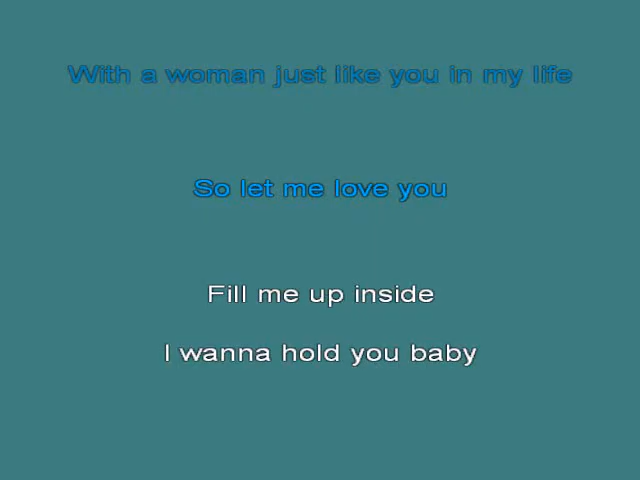 With a woman just like you in my life
So let me love you
Fill me up inside
I wanna hold you baby